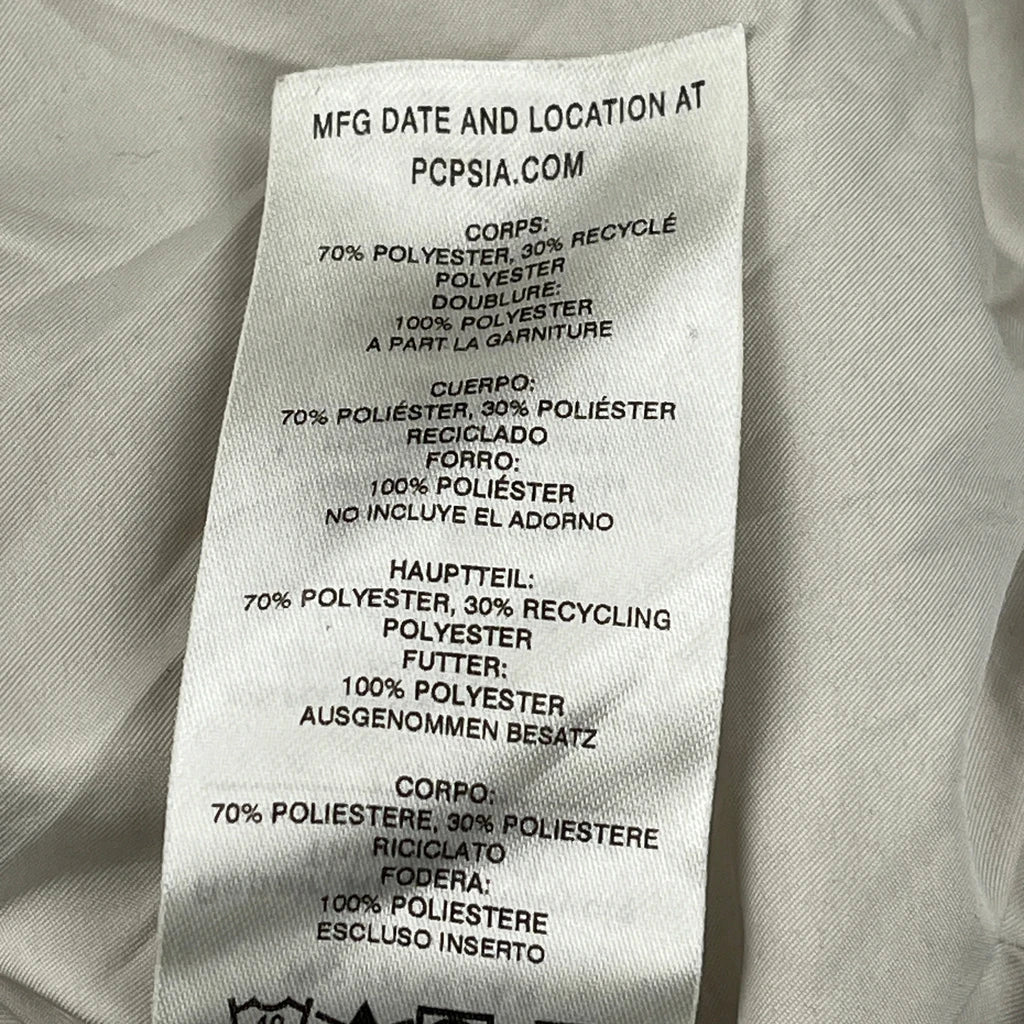 MFG DATE AND LOCATION AT
PCPSIA.COM
CORPS:
70% POLYESTER, 30% RECYCLÉ
POLYESTER
DOUBLURE:
100% POLYESTER
A PART LA GARNITURE
CUERPO:
70% POLIÉSTER, 30% POLIÉSTER
RECICLADO
FORRO:
100% POLIÉSTER
NO INCLUYE EL ADORNO
HAUPTTEIL:
70% POLYESTER, 30% RECYCLING
POLYESTER
FUTTER:
100% POLYESTER
AUSGENOMMEN BESATZ
CORPO:
70% POLIESTERE, 30% POLIESTERE
RICICLATO
FODERA:
100% POLIESTERE
ESCLUSO INSERTO